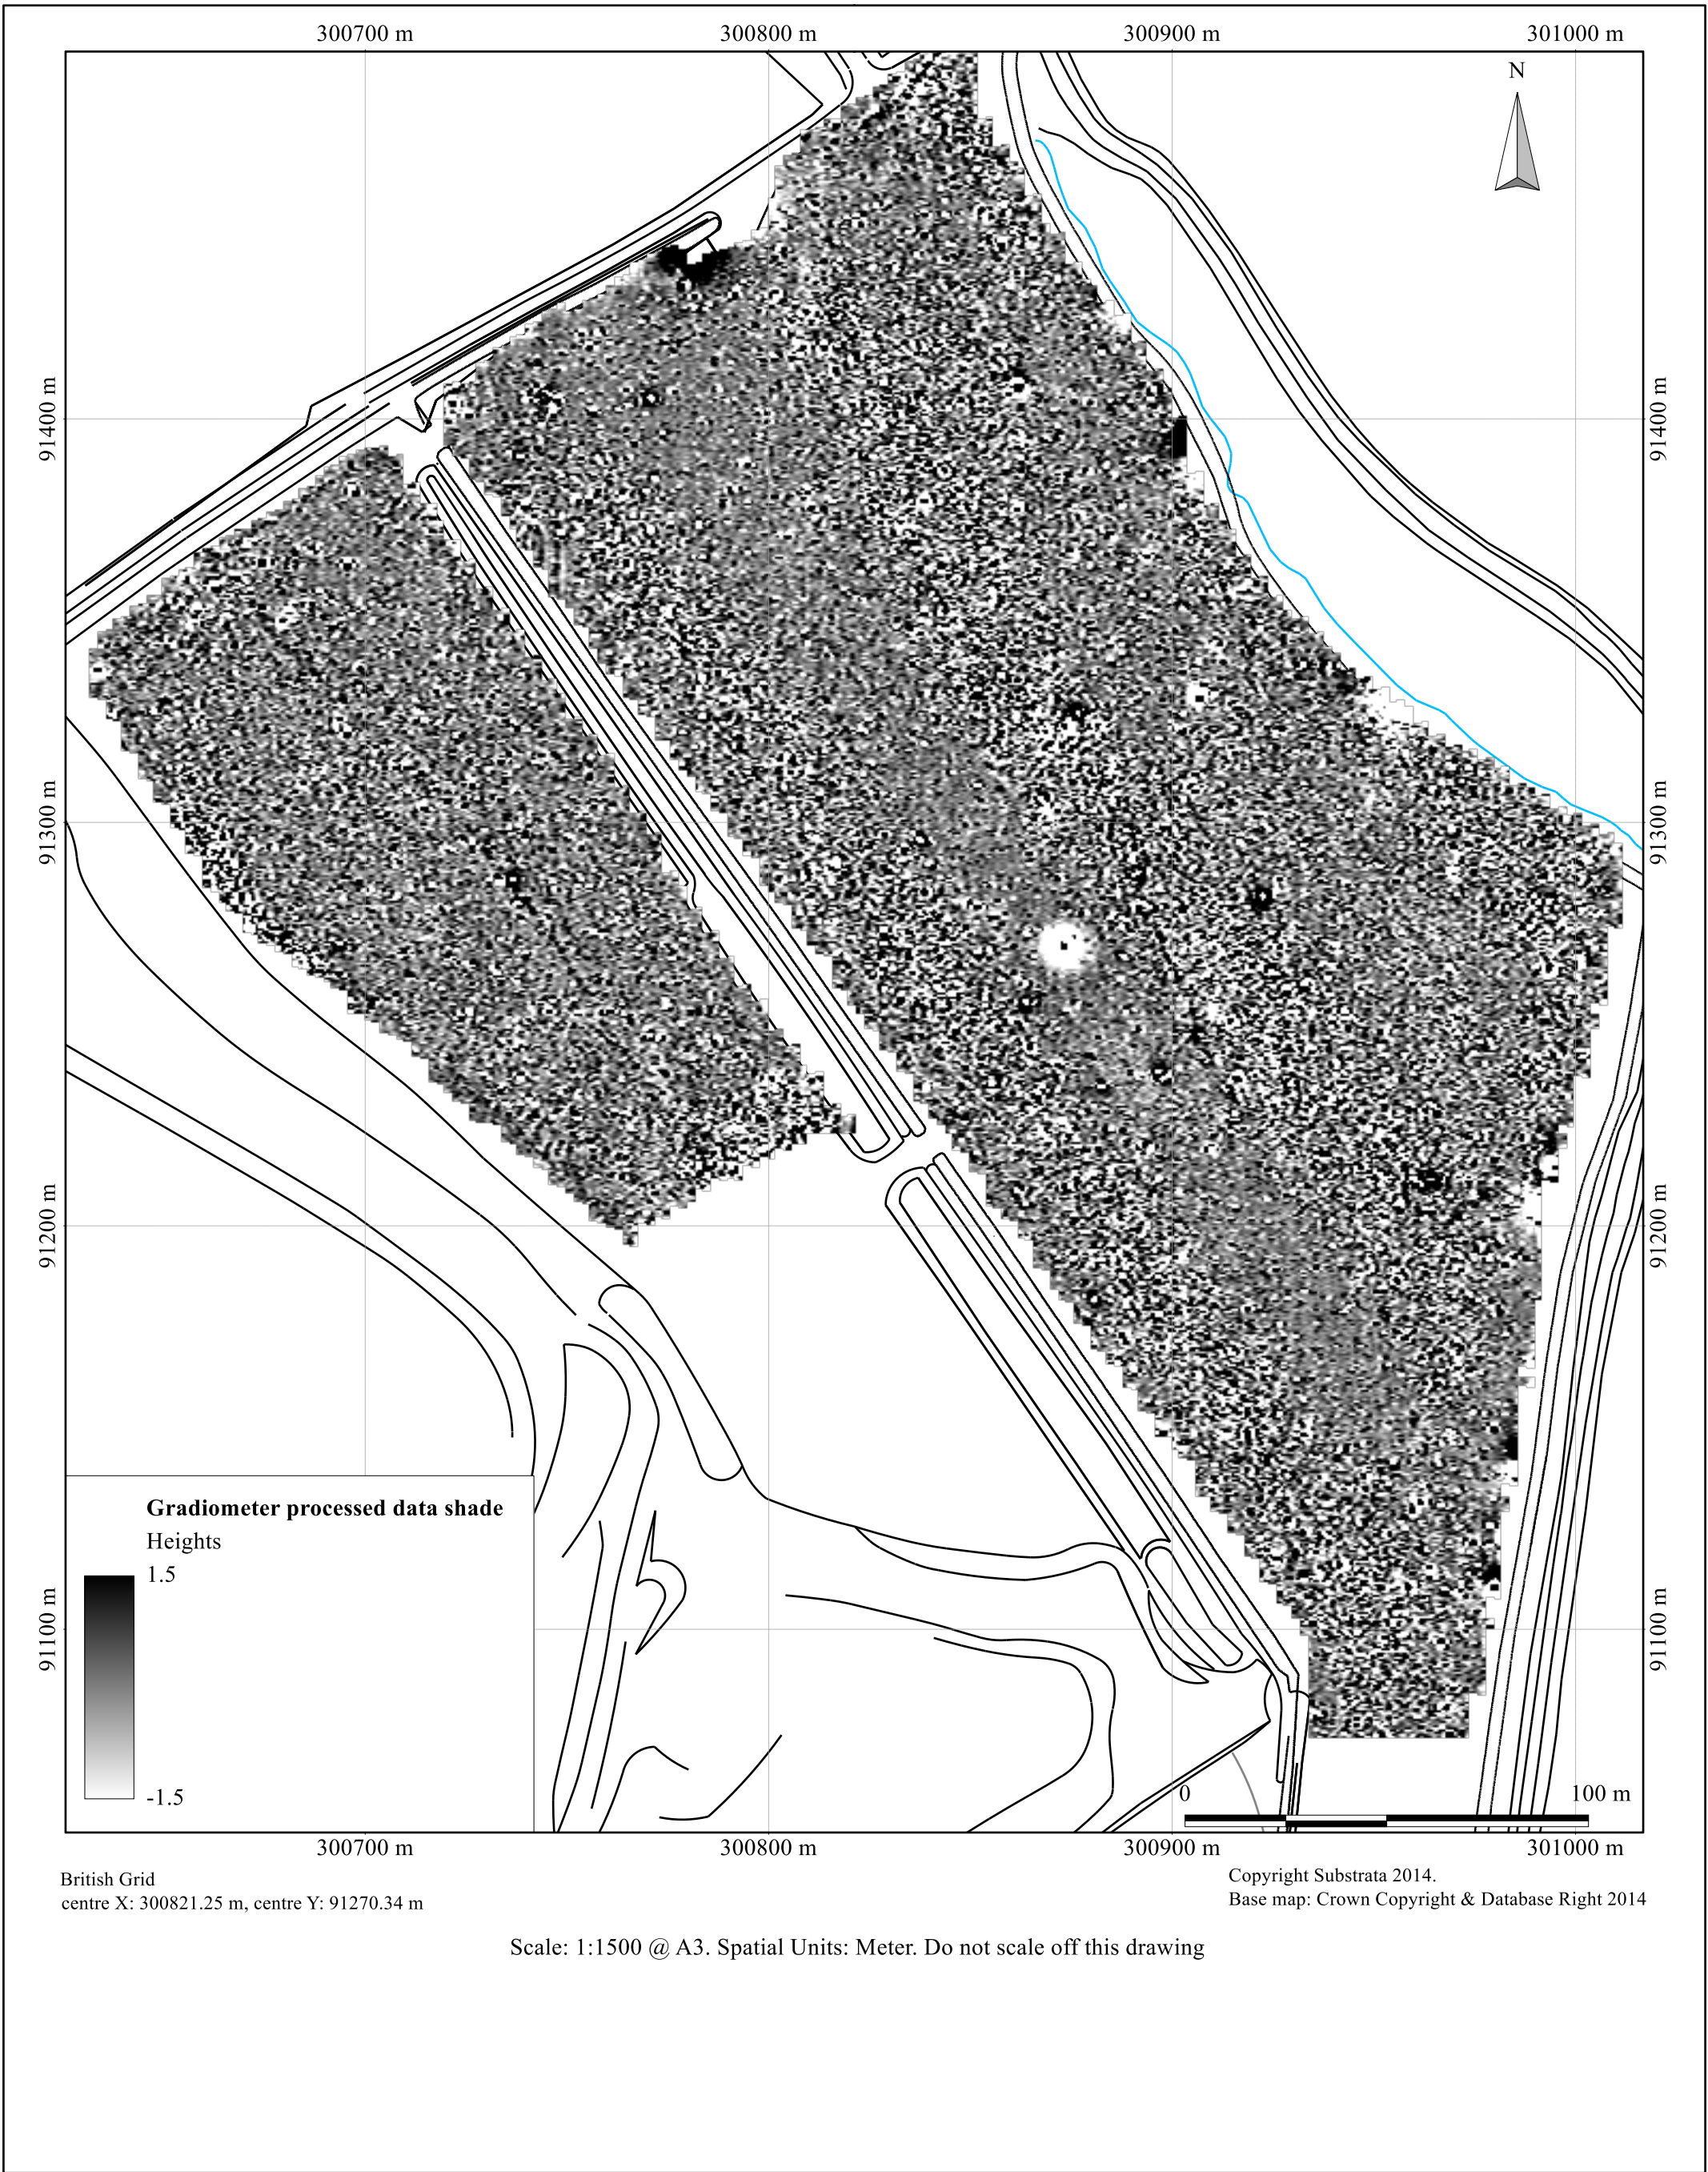 300700 m 300800 m 300900 m 301000 m
N
91400 m 91400 m
91300 m 91300 m
91200 m 91200 m
91100 m 91100 m
Gradiometer processed data shade
Heights
1.5
-1.5
0 100 m
300700 m 300800 m 300900 m 301000 m
British Grid
centre X: 300821.25 m, centre Y: 91270.34 m
Copyright Substrata 2014.
Base map: Crown Copyright & Database Right 2014
Scale: 1:1500 @ A3. Spatial Units: Meter. Do not scale off this drawing